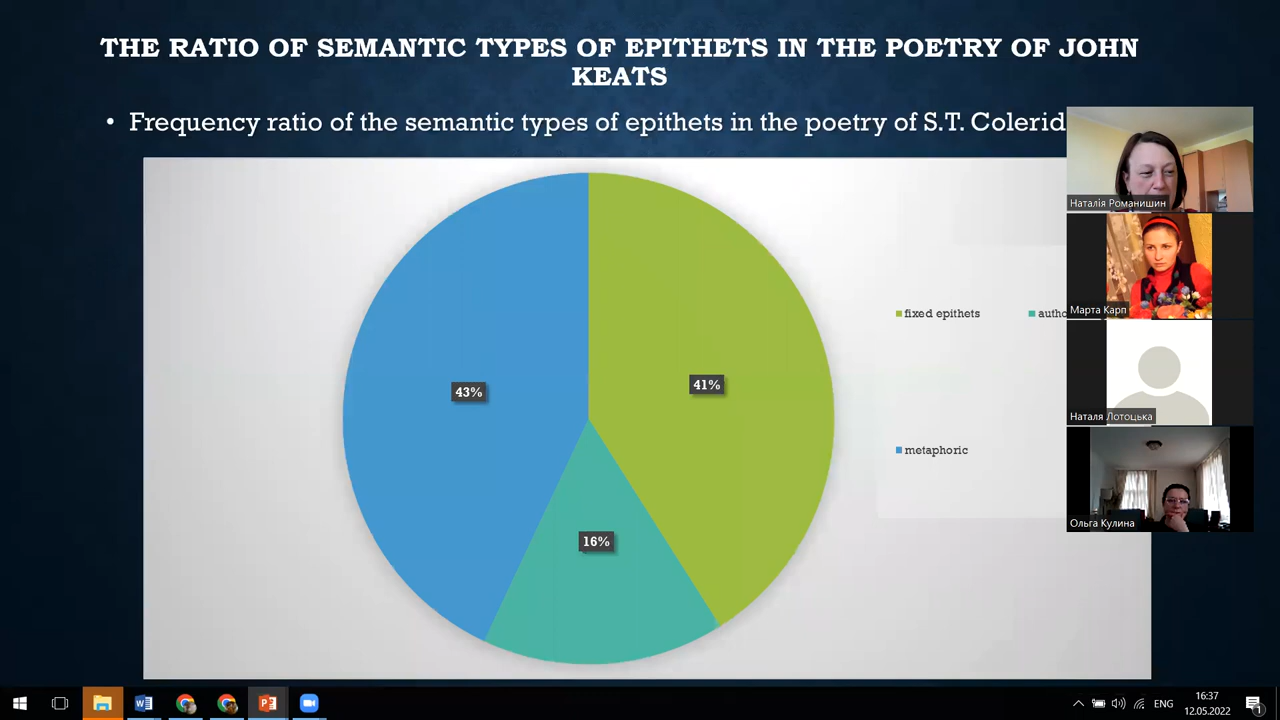 THE RATIO OF SEMANTIC TYPES OF EPITHETS IN THE POETRY OF JOHN
KEATS
• Frequency ratio of the semantic types of epithets in the poetry of S.T. Colerid
fixed epithets
metaphoric
41%
43%
16%
Наталія Романишин
Марта Карп
Наталя Лотоцька
Ольга Кулина
ENG
16:37
12.05.2022
1